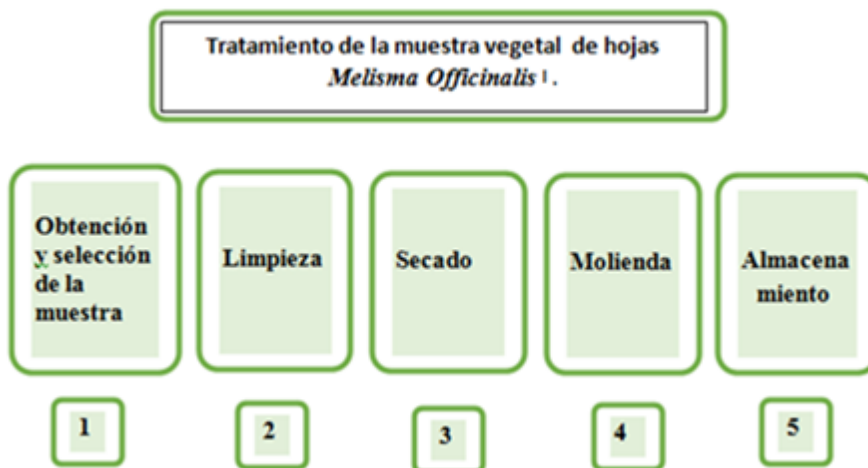 Tratamiento de la muestra vegetal de hojas
Melisma Officinalis l .
Obtención
y selección
de la
muestra
Limpieza
Secado
Molienda
Almacena
miento
1
2
3
4
5